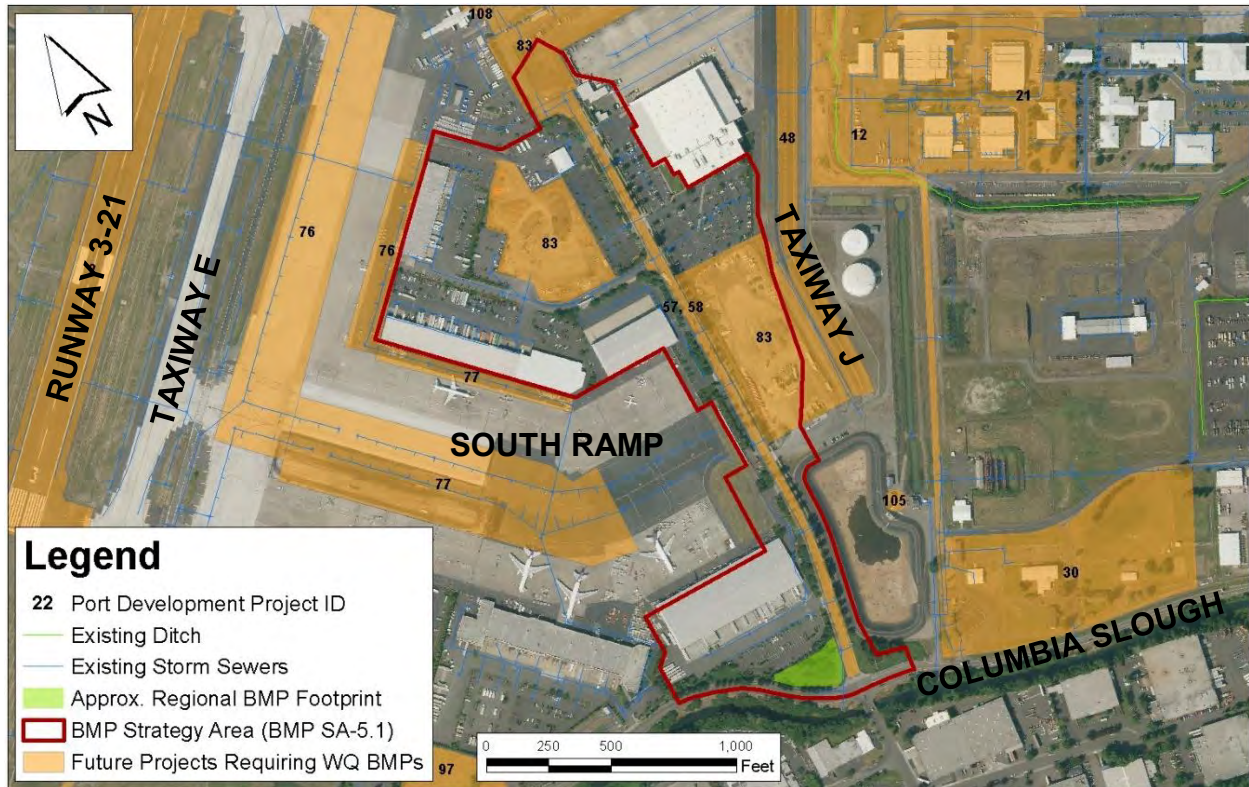 N
108
83
48
21
12
76
76
83
57, 58
83
77
77
105
30
97
RUNWAY 3-21
TAXIWAY E
TAXIWAY J
SOUTH RAMP
COLUMBIA SLOUGH
Legend
22 Port Development Project ID
Existing Ditch
Existing Storm Sewers
Approx. Regional BMP Footprint
BMP Strategy Area (BMP SA-5.1)
Future Projects Requiring WQ BMPs
0 250 500 1,000
Feet